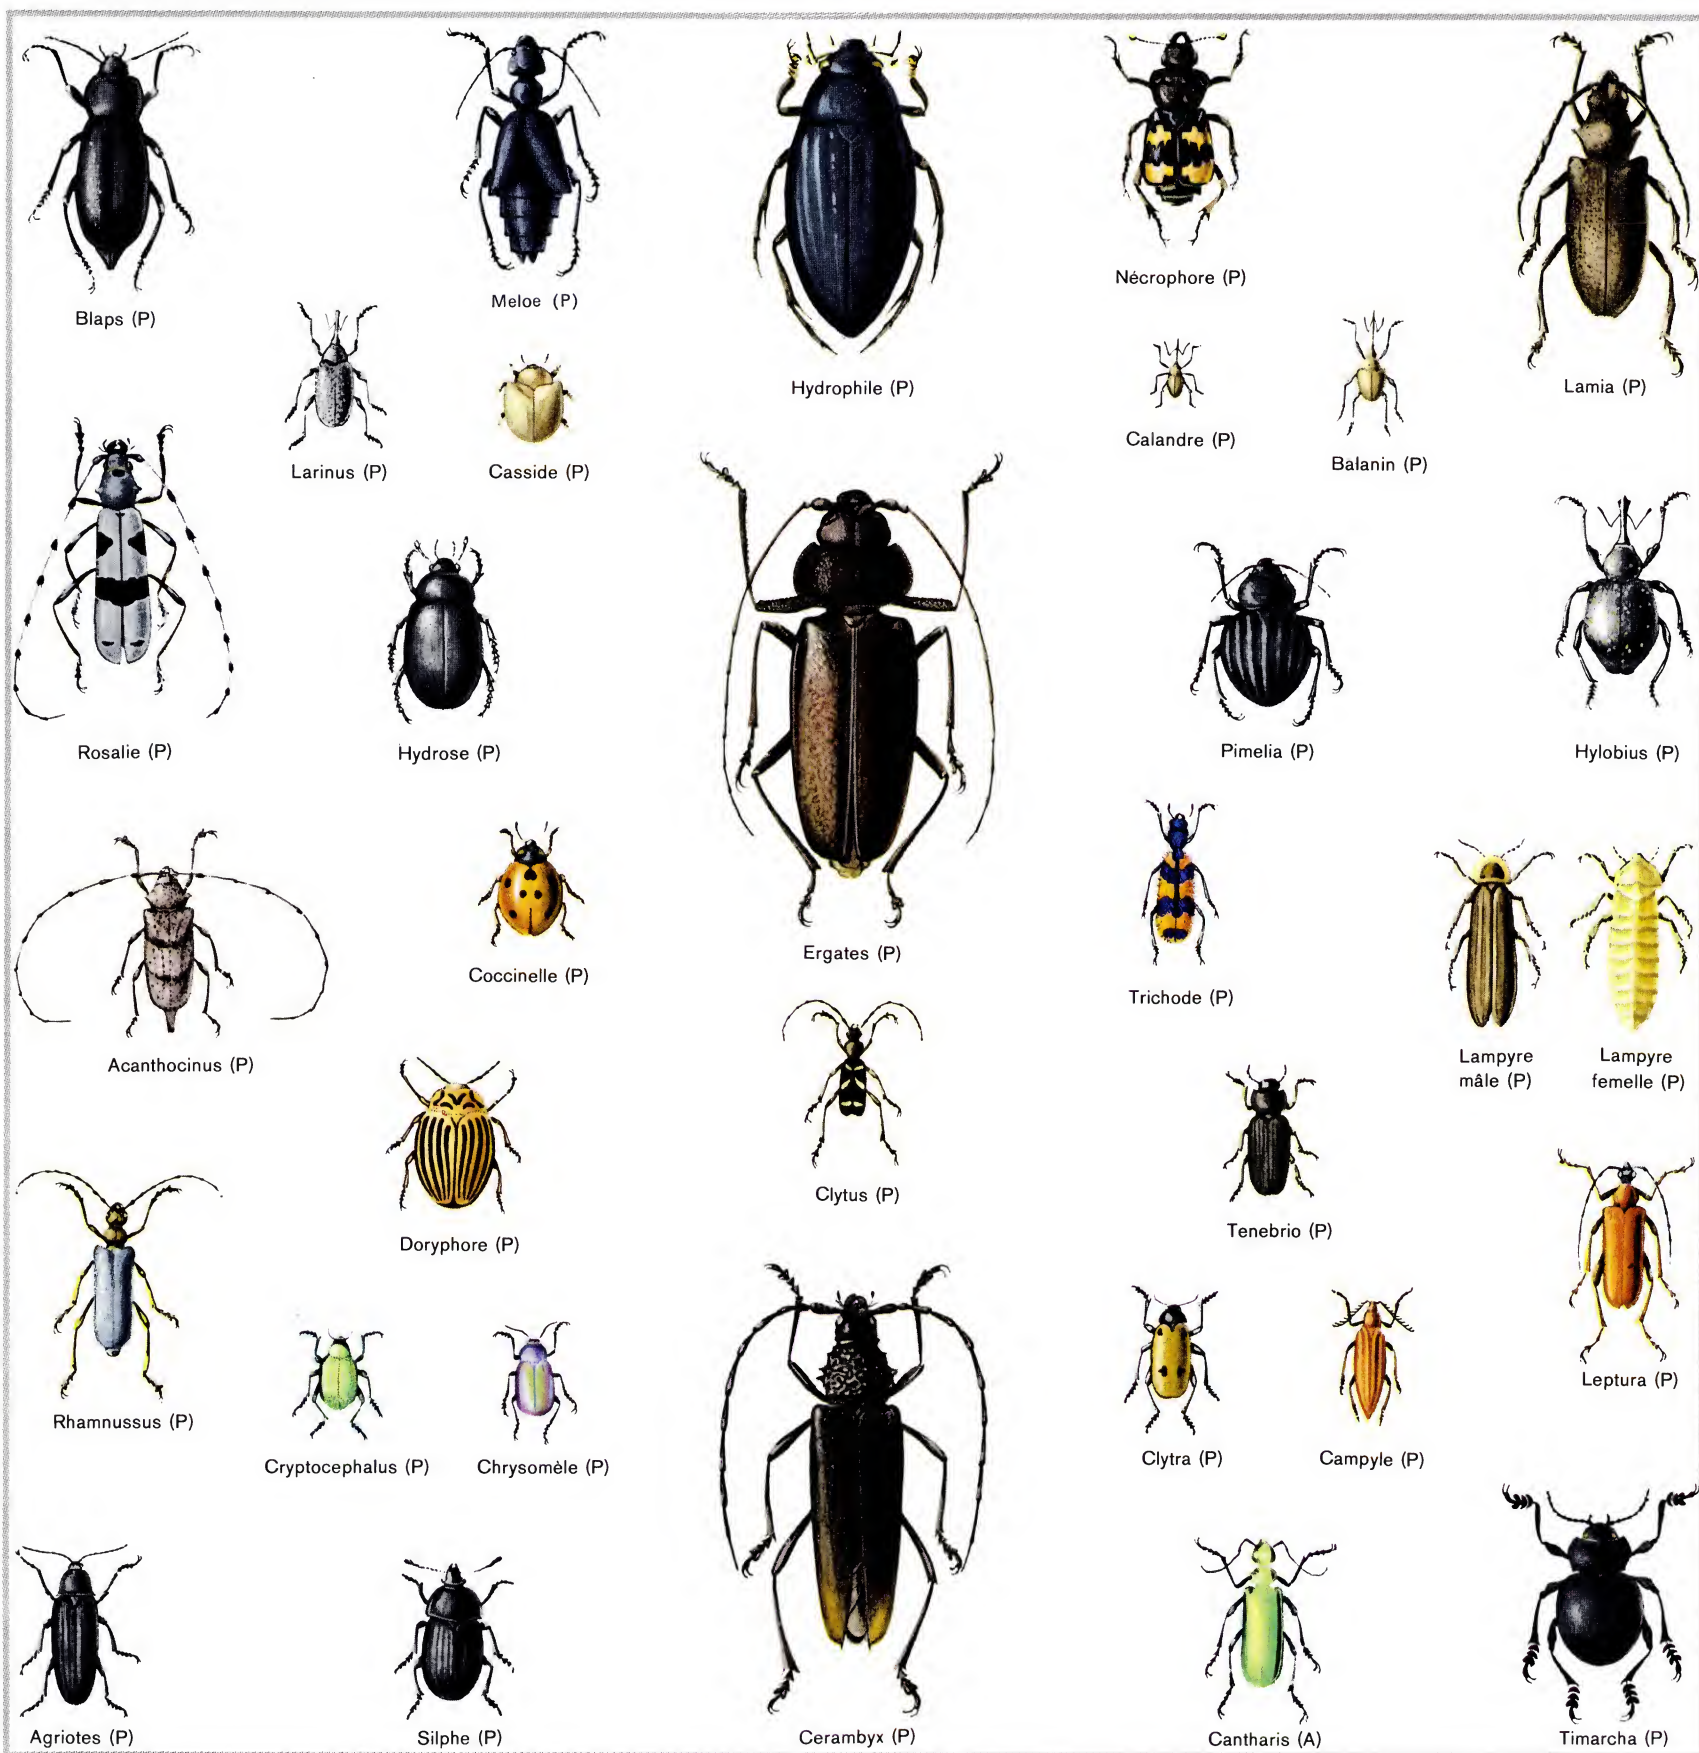 Blaps (P)
Meloe (P)
Hydrophile (P)
Nécrophore (P)
Lamia (P)
Larinus (P)
Casside (P)
Calandre (P)
Balanin (P)
Rosalie (P)
Hydrose (P)
Ergates (P)
Pimelia (P)
Hylobius (P)
Acanthocinus (P)
Coccinelle (P)
Trichode (P)
Lampyre
mâle (P)
Lampyre
femelle (P)
Doryphore (P)
Clytus (P)
Tenebrio (P)
Leptura (P)
Rhamnussus (P)
Cryptocephalus (P)
Chrysomèle (P)
Clytra (P)
Campyle (P)
Agriotes (P)
Silphe (P)
Cerambyx (P)
Cantharis (A)
Timarcha (P)